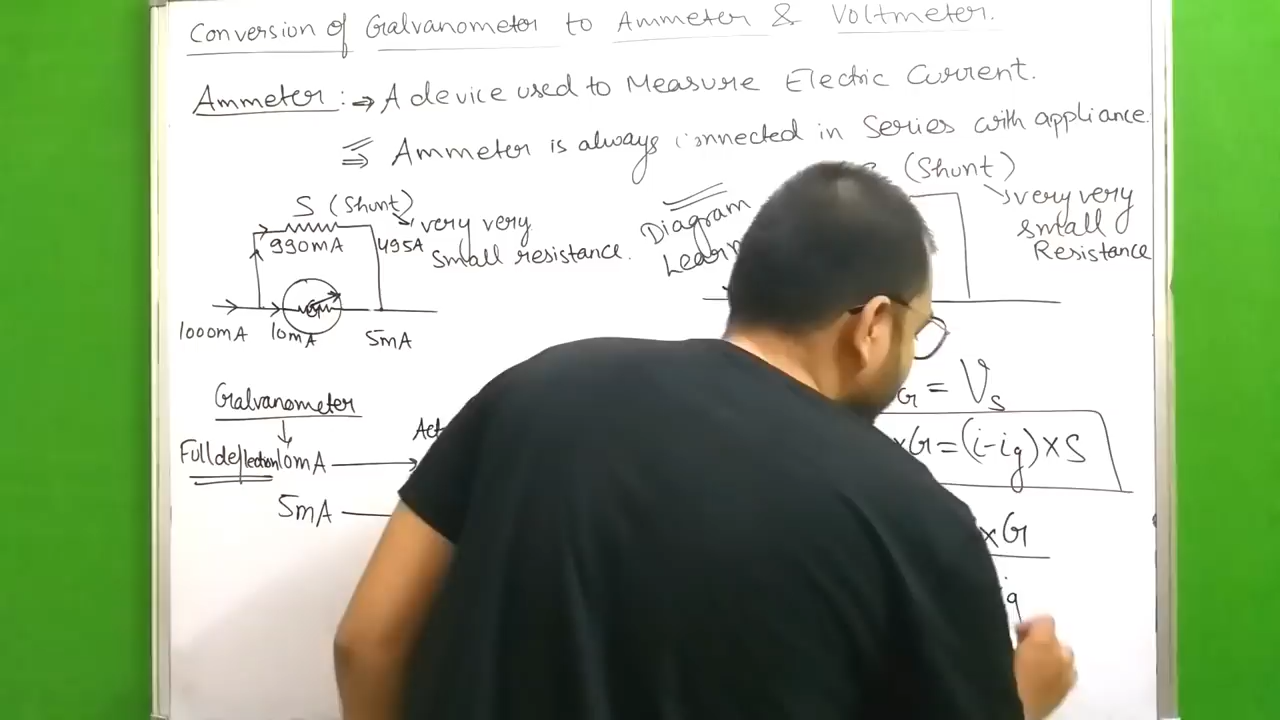 Conversion of Galvanometer to Ammeter & Voltmeter.
Ammeter :⇒ A device used to Measure Electric Current.
⇒ Ammeter is always connected in Series with appliance.
S (Shunt)
very very
small resistance.
990mA
495A
1000mA
10mA
5mA
Diagram
Learn
(Shunt)
very very
small
Resistance
Galvanometer
Full deflection 10mA
5mA
G = Vs
×G=(i-ig)×S
×G
ig